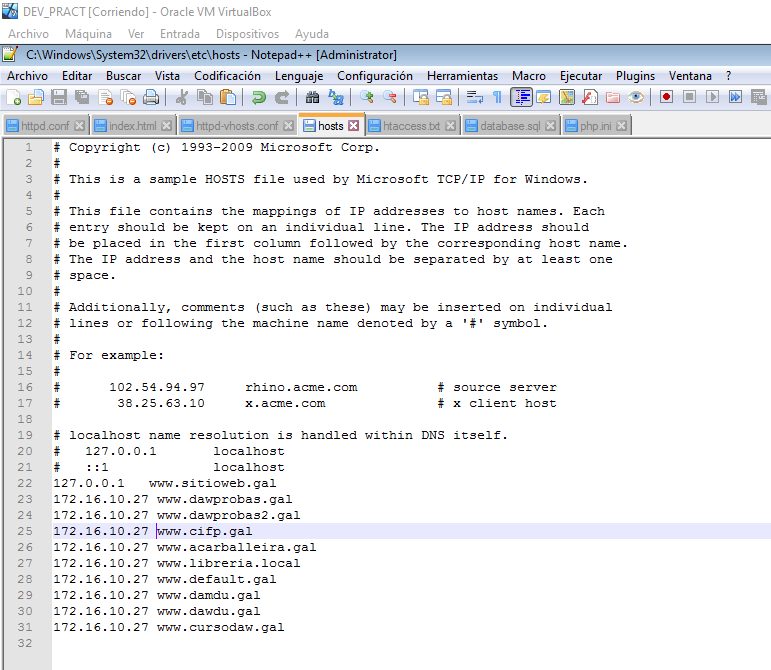 DEV_PRACT [Corriendo] - Oracle VM VirtualBox
Archivo Máquina Ver Entrada Dispositivos Ayuda
C:\Windows\System32\drivers\etc\hosts - Notepad++ [Administrator]
Archivo Editar Buscar Vista Codificación Lenguaje Configuración Herramientas Macro Ejecutar Plugins Ventana ?
httpd.conf index.html httpd-vhosts.conf hosts htaccess.txt database.sql php.ini
1 # Copyright (c) 1993-2009 Microsoft Corp.
2 #
3 # This is a sample HOSTS file used by Microsoft TCP/IP for Windows.
4 #
5 # This file contains the mappings of IP addresses to host names. Each
6 # entry should be kept on an individual line. The IP address should
7 # be placed in the first column followed by the corresponding host name.
8 # The IP address and the host name should be separated by at least one
9 # space.
10 #
11 # Additionally, comments (such as these) may be inserted on individual
12 # lines or following the machine name denoted by a '#' symbol.
13 #
14 # For example:
15 #
16 #      102.54.94.97     rhino.acme.com          # source server
17 #       38.25.63.10     x.acme.com              # x client host
18
19 # localhost name resolution is handled within DNS itself.
20 #   127.0.0.1       localhost
21 #   ::1             localhost
22 127.0.0.1   www.sitioweb.gal
23 172.16.10.27 www.dawprobas.gal
24 172.16.10.27 www.dawprobas2.gal
25 172.16.10.27 www.cifp.gal
26 172.16.10.27 www.acarballeira.gal
27 172.16.10.27 www.libreria.local
28 172.16.10.27 www.default.gal
29 172.16.10.27 www.damdu.gal
30 172.16.10.27 www.dawdu.gal
31 172.16.10.27 www.cursodaw.gal
32